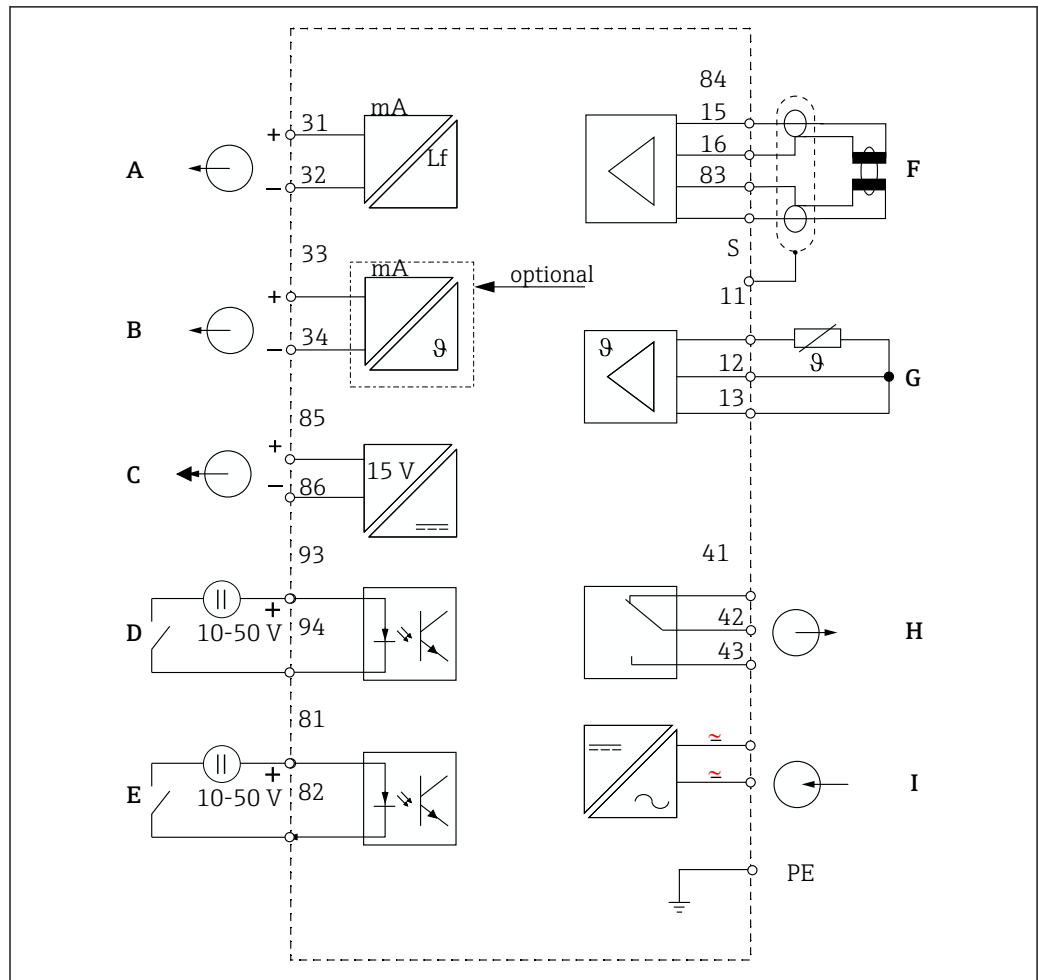 A
+ 31
− 32
mA
Lf
33
B
+
− 34
mA
ϑ
optional
85
C
+
− 86
15 V
93
D
+
10-50 V
94
81
E
+
10-50 V
82
84
15
16
83
F
S
11
ϑ
12
13
ϑ
G
41
42
43
H
~
~
I
PE